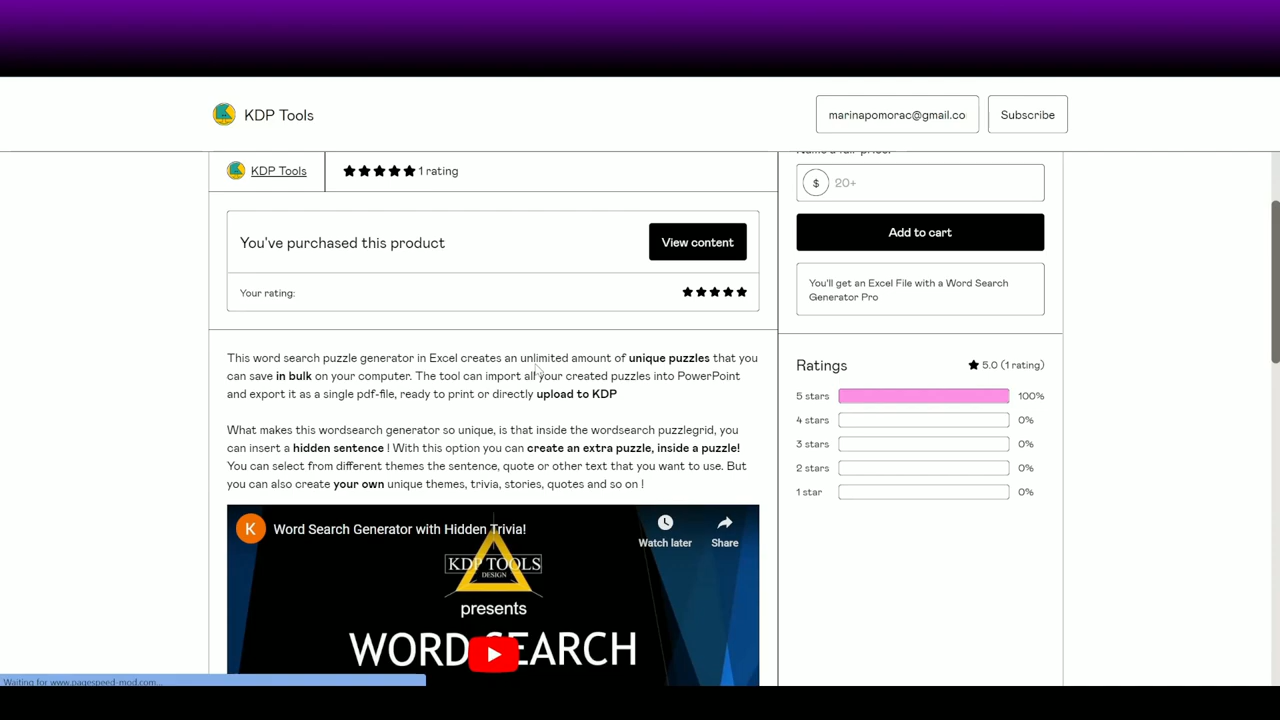 KDP Tools
marinapomorac@gmail.co
Subscribe
KDP Tools
1 rating
$ 20+
Add to cart
You've purchased this product
View content
Your rating:
You'll get an Excel File with a Word Search
Generator Pro
This word search puzzle generator in Excel creates an unlimited amount of unique puzzles that you
can save in bulk on your computer. The tool can import all your created puzzles into PowerPoint
and export it as a single pdf-file, ready to print or directly upload to KDP
What makes this wordsearch generator so unique, is that inside the wordsearch puzzlegrid, you
can insert a hidden sentence ! With this option you can create an extra puzzle, inside a puzzle!
You can select from different themes the sentence, quote or other text that you want to use. But
you can also create your own unique themes, trivia, stories, quotes and so on !
Ratings
5.0 (1 rating)
5 stars 100%
4 stars 0%
3 stars 0%
2 stars 0%
1 star 0%
K
Word Search Generator with Hidden Trivia!
Watch later
Share
KDP TOOLS
DESIGN
presents
WORD SEARCH
Waiting for www.pagespeed-mod.com...